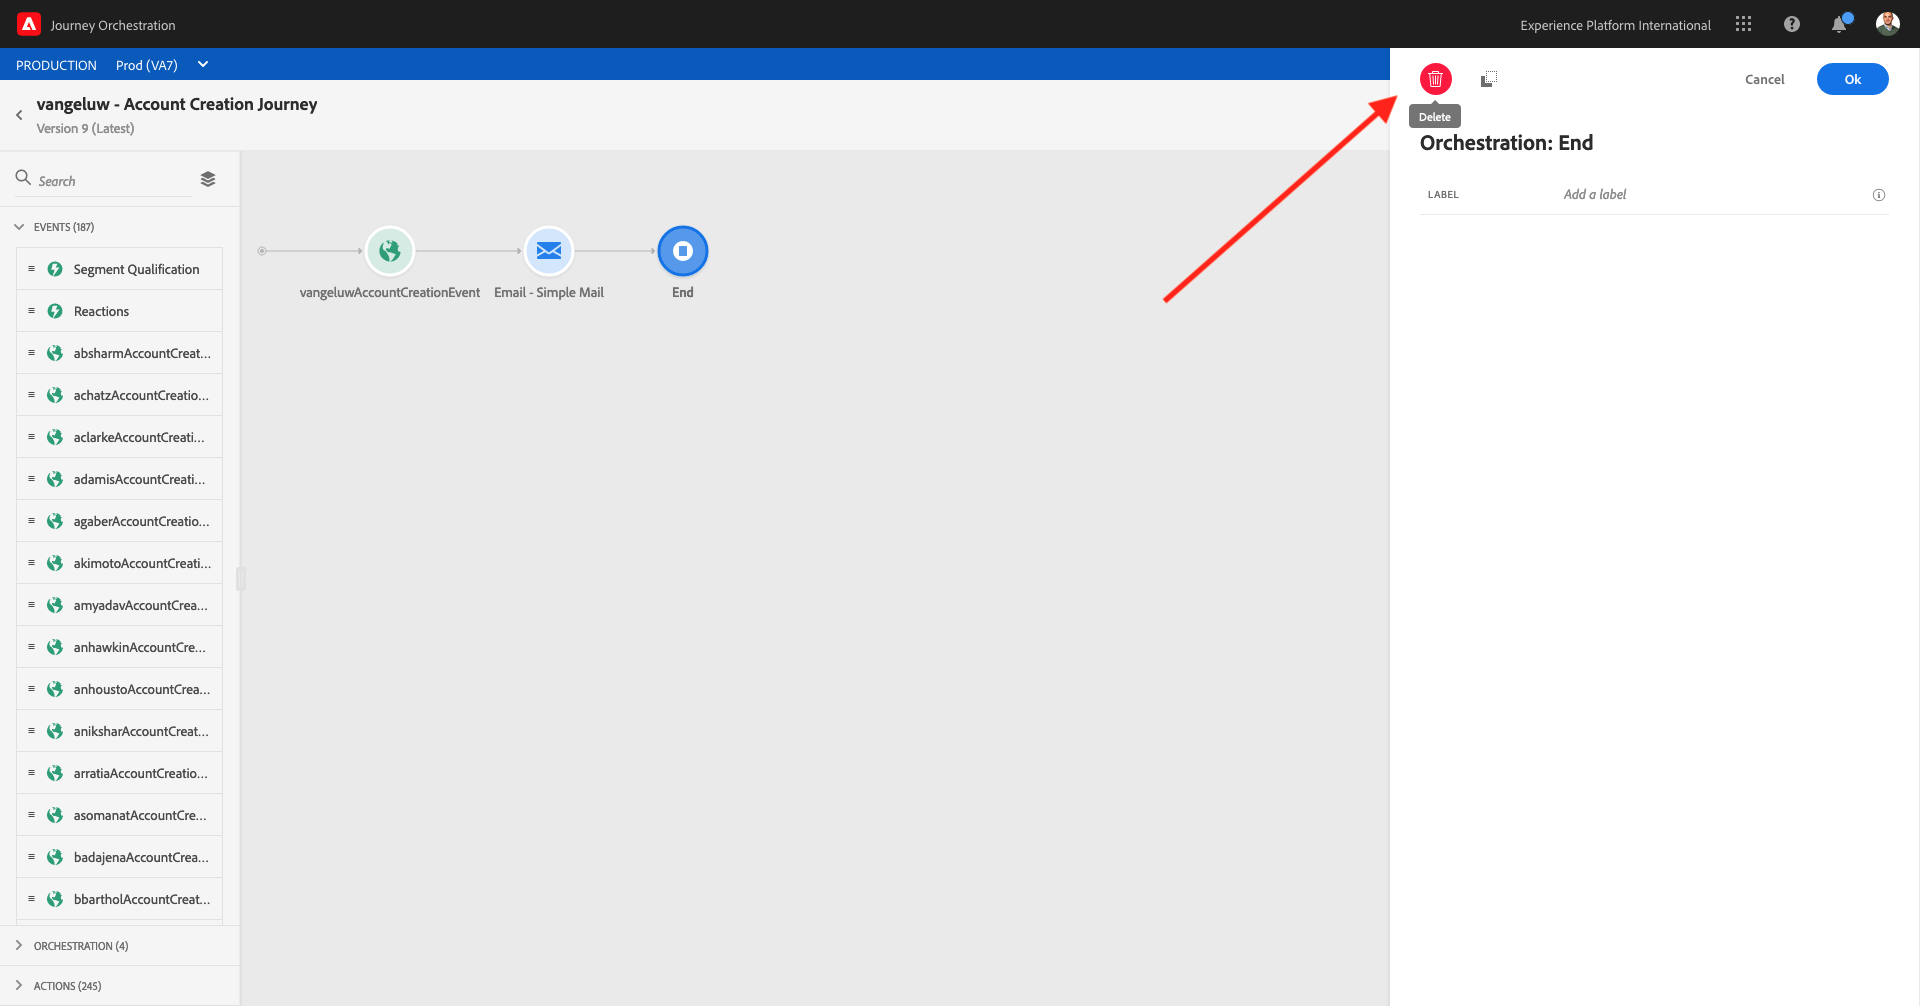 Journey Orchestration
Experience Platform International
PRODUCTION Prod (VA7)
vangeluw - Account Creation Journey
Version 9 (Latest)
Cancel
Ok
Delete
Orchestration: End
LABEL Add a label
Search
EVENTS (187)
Segment Qualification
Reactions
absharmAccountCreat...
achatzAccountCreatio...
aclarkeAccountCreati...
adamisAccountCreati...
agaberAccountCreatio...
akimotoAccountCreati...
amyadavAccountCrea...
anhawkinAccountCre...
anhoustoAccountCrea...
aniksharAccountCreat...
arratiaAccountCreatio...
asomanatAccountCre...
badajenaAccountCrea...
bbartholAccountCreat...
ORCHESTRATION (4)
ACTIONS (245)
vangeluwAccountCreationEvent
Email - Simple Mail
End